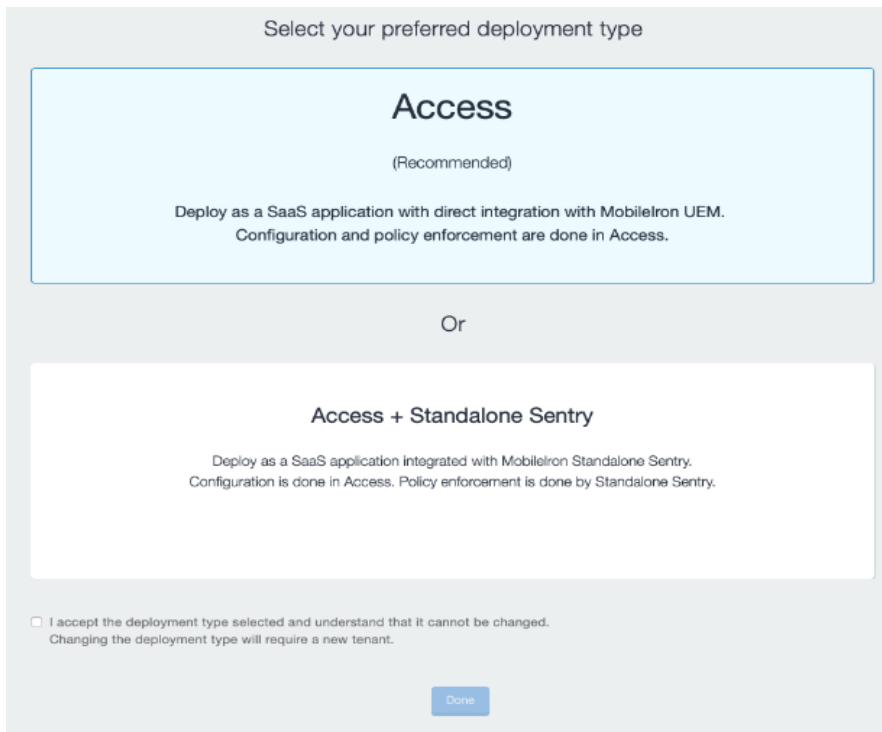 Select your preferred deployment type
Access
(Recommended)
Deploy as a SaaS application with direct integration with MobileIron UEM.
Configuration and policy enforcement are done in Access.
Or
Access + Standalone Sentry
Deploy as a SaaS application integrated with MobileIron Standalone Sentry.
Configuration is done in Access. Policy enforcement is done by Standalone Sentry.
I accept the deployment type selected and understand that it cannot be changed.
Changing the deployment type will require a new tenant.
Done